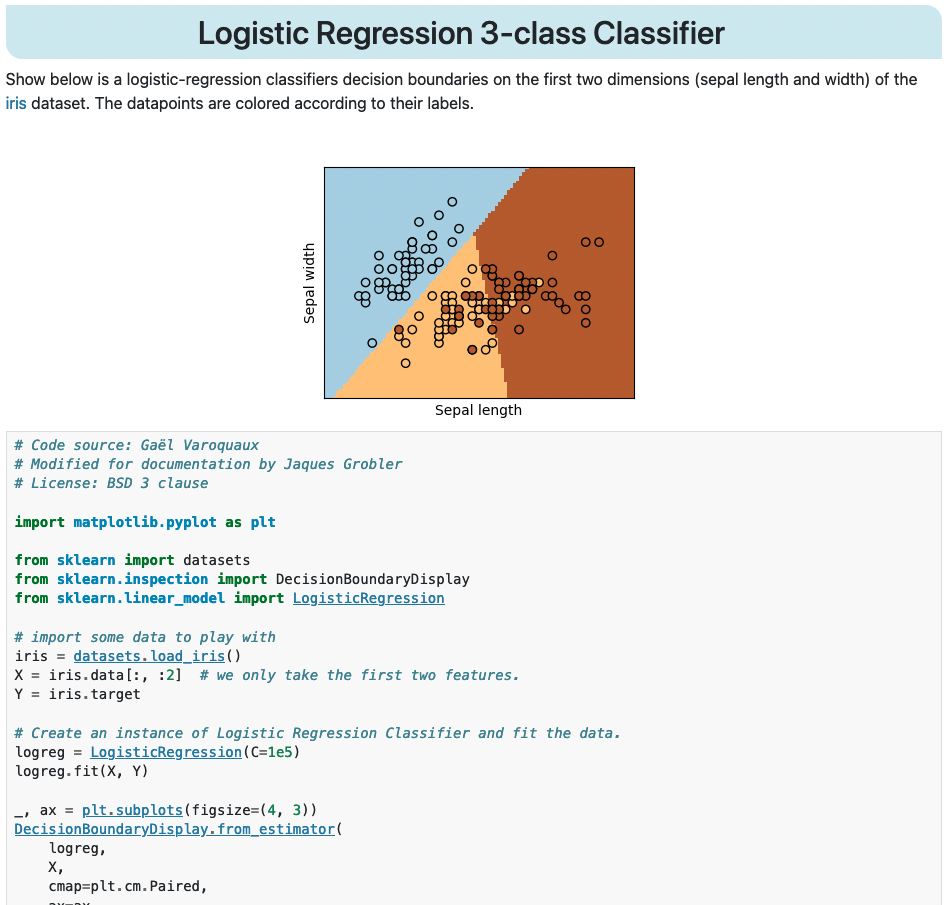 Logistic Regression 3-class Classifier
Show below is a logistic-regression classifiers decision boundaries on the first two dimensions (sepal length and width) of the
iris dataset. The datapoints are colored according to their labels.
Sepal width
Sepal length
# Code source: Gaël Varoquaux
# Modified for documentation by Jaques Grobler
# License: BSD 3 clause
import matplotlib.pyplot as plt
from sklearn import datasets
from sklearn.inspection import DecisionBoundaryDisplay
from sklearn.linear_model import LogisticRegression
# import some data to play with
iris = datasets.load_iris()
X = iris.data[:, :2]  # we only take the first two features.
Y = iris.target
# Create an instance of Logistic Regression Classifier and fit the data.
logreg = LogisticRegression(C=1e5)
logreg.fit(X, Y)
_, ax = plt.subplots(figsize=(4, 3))
DecisionBoundaryDisplay.from_estimator(
    logreg,
    X,
    cmap=plt.cm.Paired,